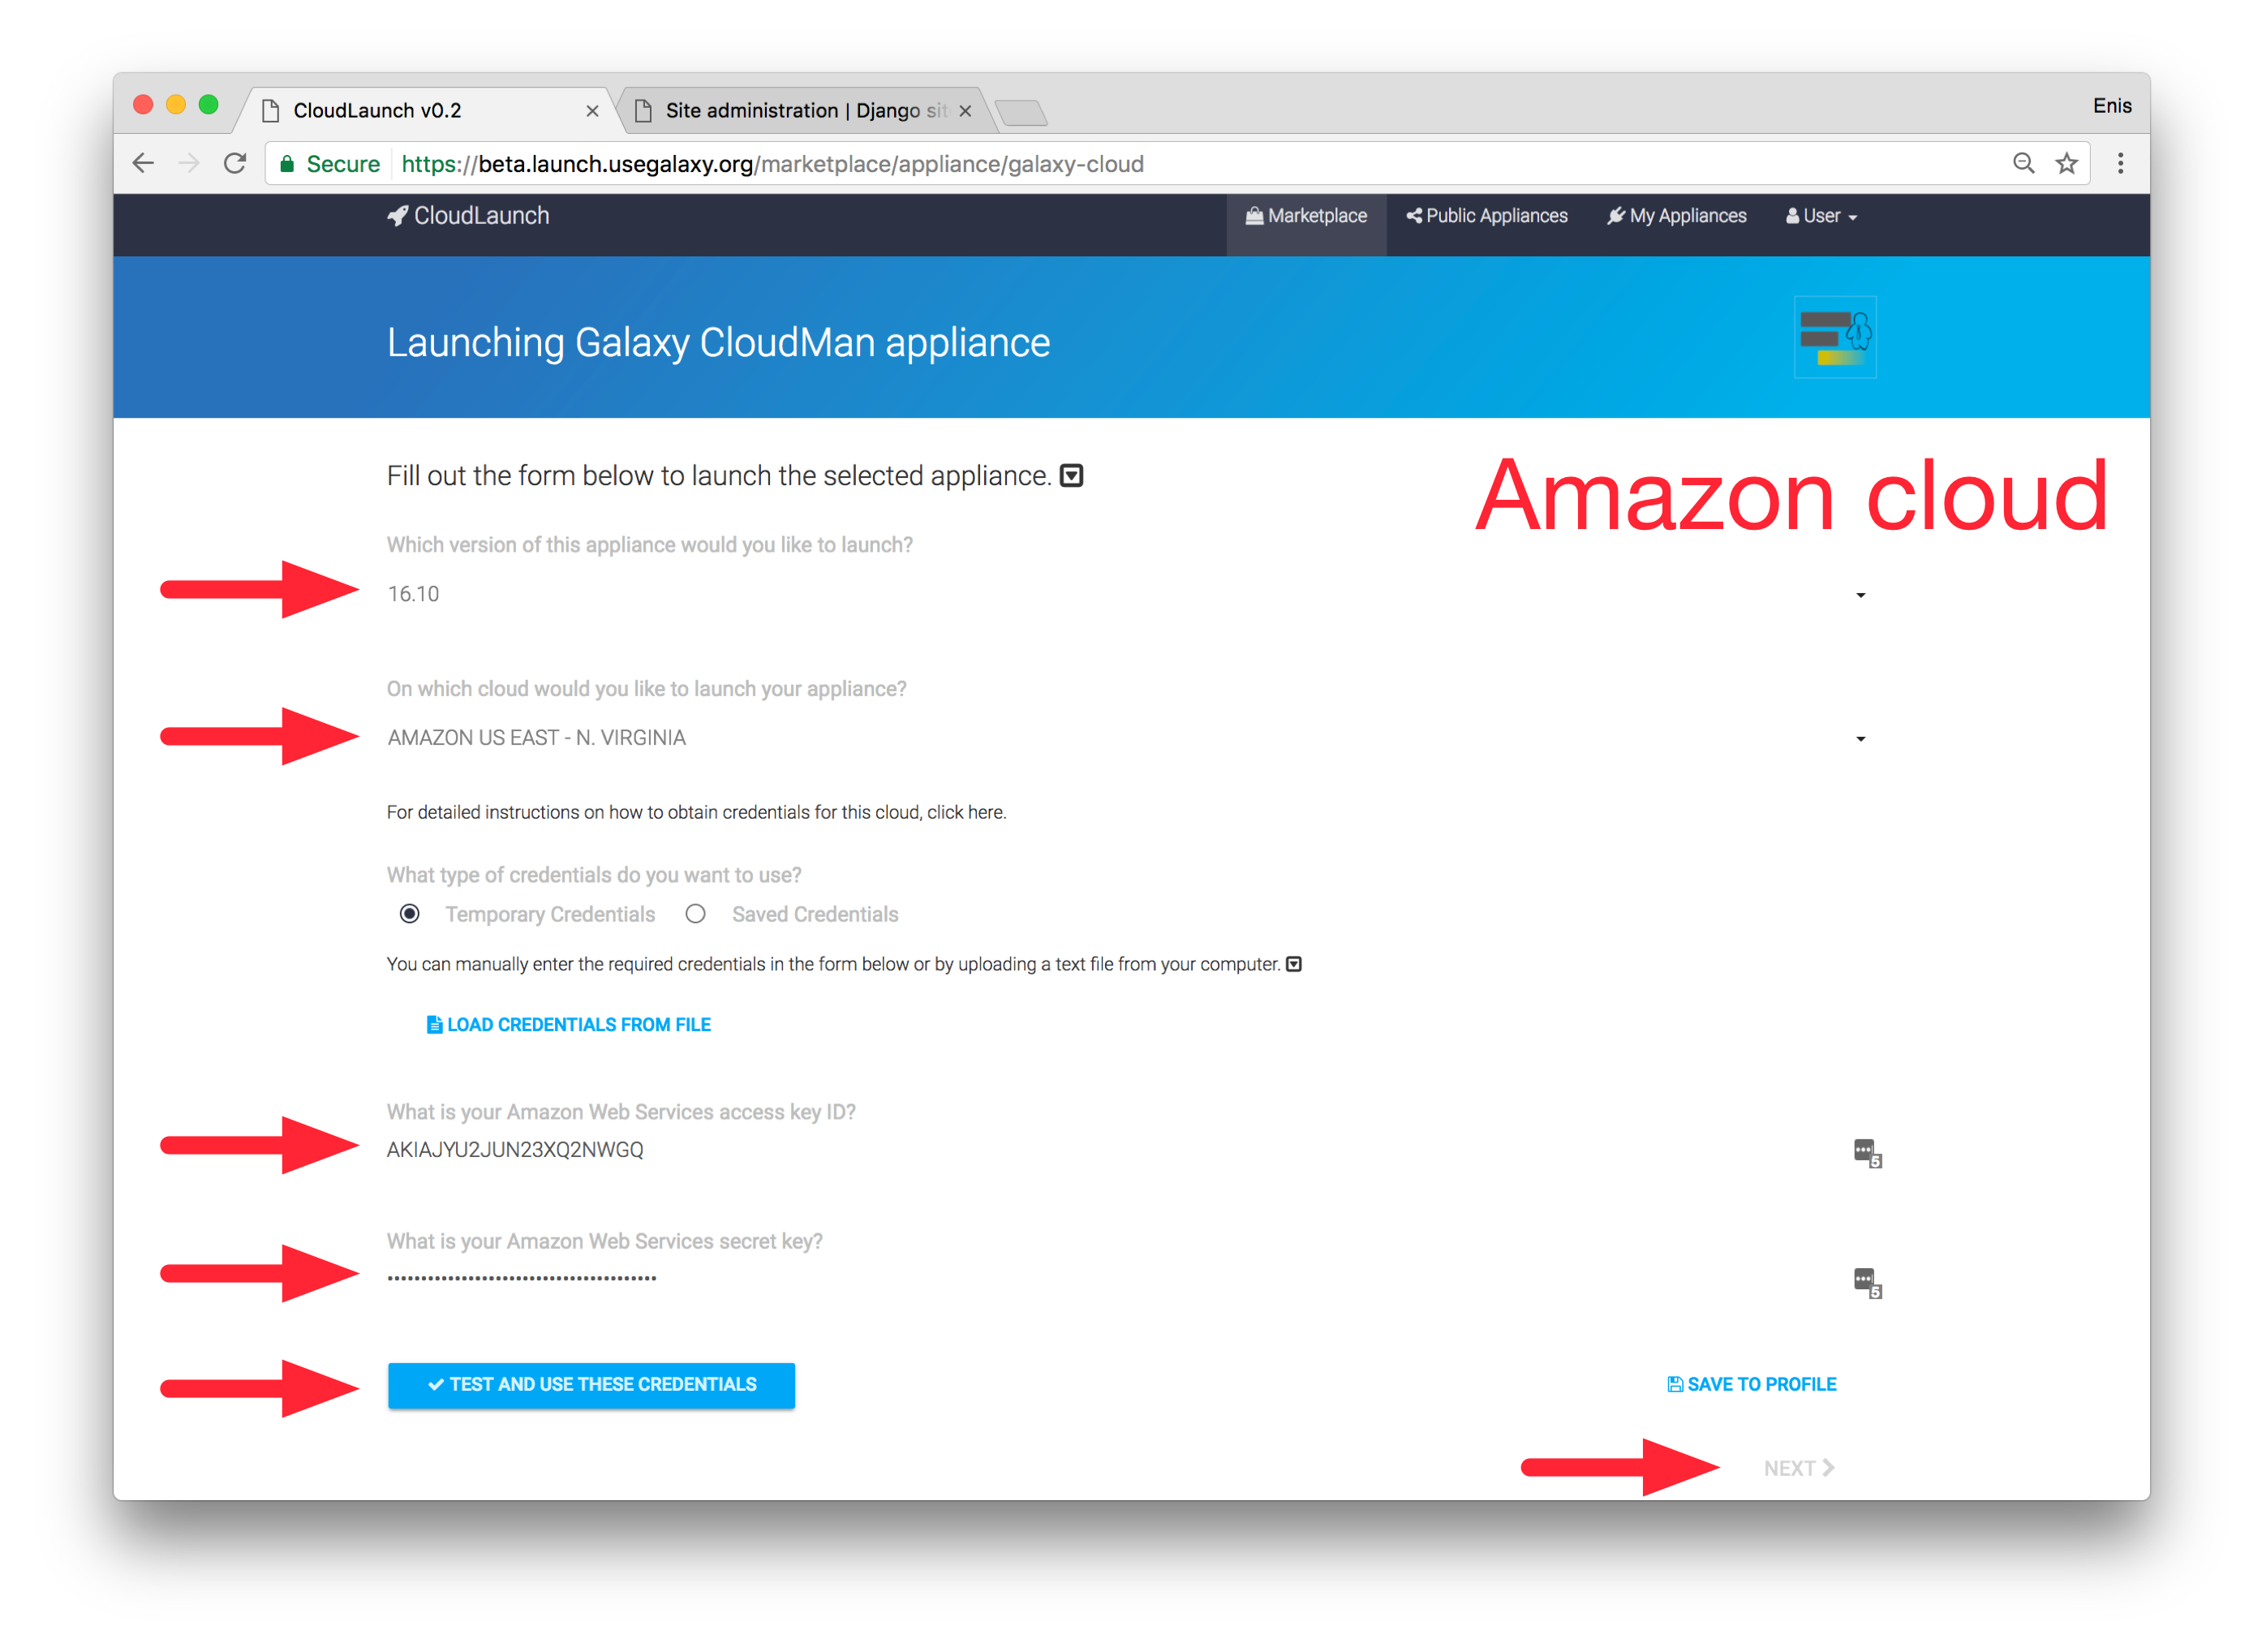 CloudLaunch v0.2
Site administration | Django sit
Enis
Secure https://beta.launch.usegalaxy.org/marketplace/appliance/galaxy-cloud
CloudLaunch
Marketplace
Public Appliances
My Appliances
User
Launching Galaxy CloudMan appliance
Amazon cloud
Fill out the form below to launch the selected appliance.
Which version of this appliance would you like to launch?
16.10
On which cloud would you like to launch your appliance?
AMAZON US EAST - N. VIRGINIA
For detailed instructions on how to obtain credentials for this cloud, click here.
What type of credentials do you want to use?
Temporary Credentials
Saved Credentials
You can manually enter the required credentials in the form below or by uploading a text file from your computer.
LOAD CREDENTIALS FROM FILE
What is your Amazon Web Services access key ID?
AKIAJYU2JUN23XQ2NWGQ
5
What is your Amazon Web Services secret key?
••••••••••••••••••••••••••••••••••••••••
5
TEST AND USE THESE CREDENTIALS
SAVE TO PROFILE
NEXT